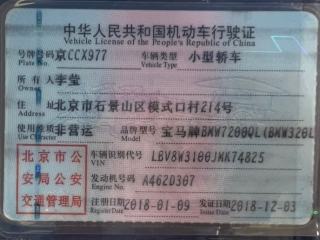 中华人民共和国机动车行驶证
Vehicle License of the People's Republic of China
号牌号码 京CCX977 车辆类型 小型轿车
Plate No. Vehicle Type
所有人 李莹
Owner
住址 北京市石景山区模式口村214号
Address
使用性质 非营运 品牌型号 宝马牌BMW7200QL(BMW320L
Use Character Model
北京市公安局公安交通管理局
车辆识别代号 LBV8W3100JMK74825
VIN
发动机号码 A462D307
Engine No.
注册日期 2018-01-09 发证日期 2018-12-03
Register Date Issue Date